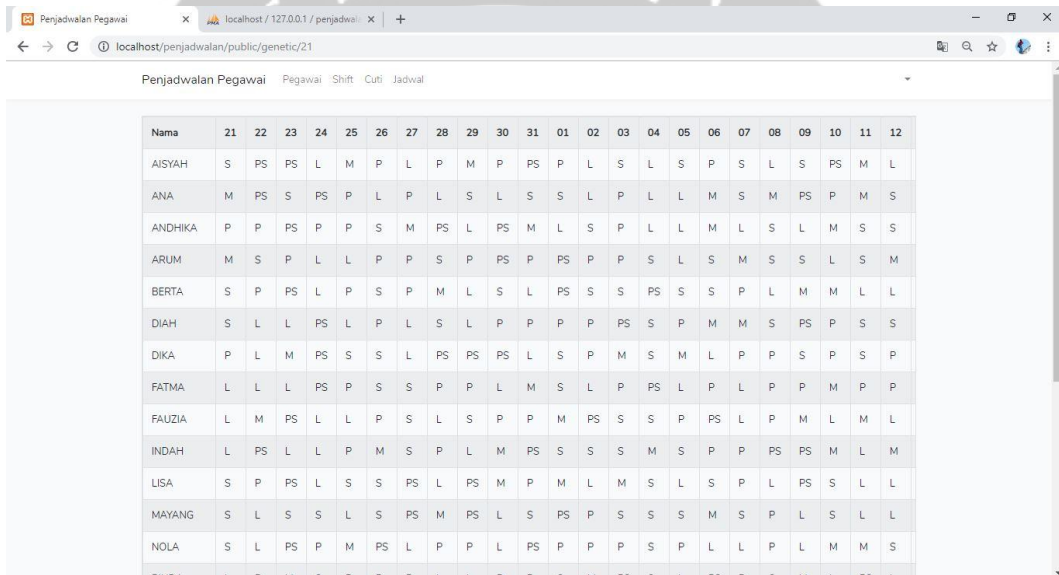 Penjadwalan Pegawai localhost / 127.0.0.1 / penjadwal
localhost/penjadwalan/public/genetic/21
Penjadwalan Pegawai Pegawai Shift Cuti Jadwal
Nama 21 22 23 24 25 26 27 28 29 30 31 01 02 03 04 05 06 07 08 09 10 11 12
AISYAH S PS PS L M P L P M P PS P L S L S P S L S PS M L
ANA M PS S PS P L P L S L S S L P L L M S M PS P M S
ANDHIKA P P PS P P S M PS L PS M L S P L L M L S L M S S
ARUM M S P L L P P S P PS P PS P P S L S M S S L S M
BERTA S P PS L P S P M L S L PS S S PS S S P L M M L L
DIAH S L L PS L P L S L P P P P PS S P M M S PS P S S
DIKA P L M PS S S L PS PS PS L S P M S M L P P S P S P
FATMA L L L PS P S S P P L M S L P PS L P L P P M P P
FAUZIA L M PS L L P S L S P P M PS S S P PS L P M L M L
INDAH L PS L L P M S P L M PS S S S M S P P PS PS M L M
LISA S P PS L S S PS L PS M P M L M S L S P L PS S L L
MAYANG S L S S L S PS M PS L S PS P S S S M S P L S L L
NOLA S L PS P M PS L P P L PS P P P S P L L P L M M S